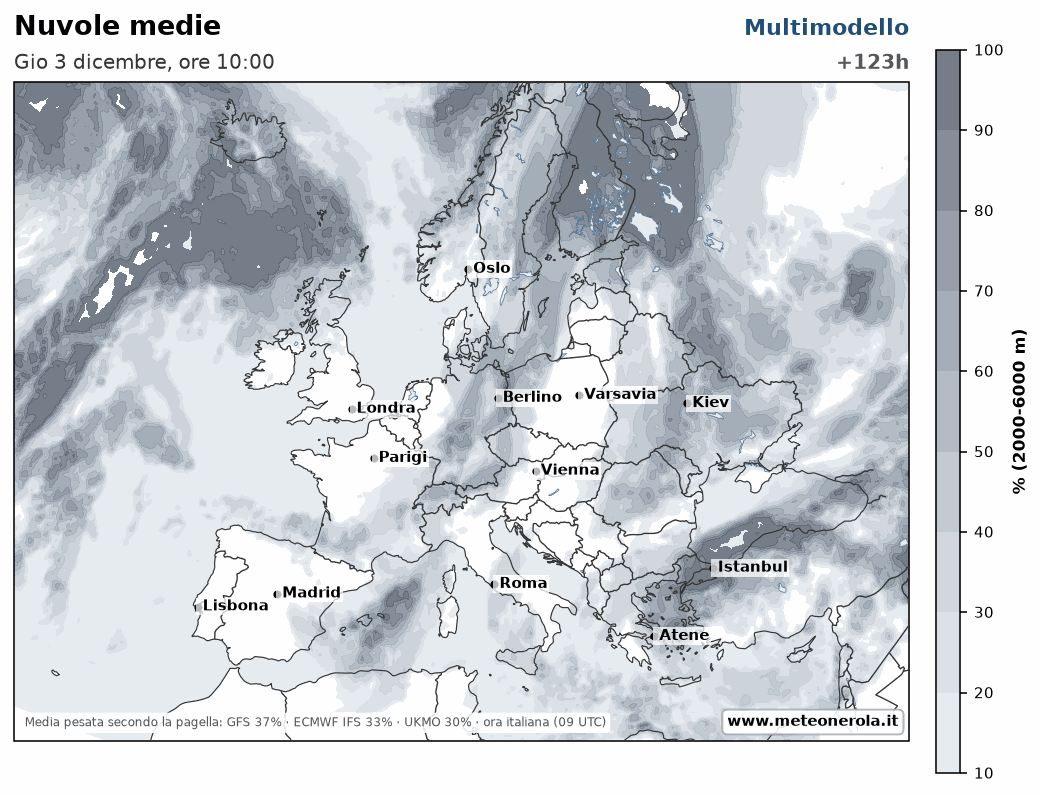 Nuvole medie
Multimodello
Gio 3 dicembre, ore 10:00
+123h
100
90
80
70
60
50
40
30
20
10
% (2000-6000 m)
Oslo
Berlino
Varsavia
Kiev
Londra
Parigi
Vienna
Istanbul
Roma
Madrid
Lisbona
Atene
Media pesata secondo la pagella: GFS 37% · ECMWF IFS 33% · UKMO 30% · ora italiana (09 UTC)
www.meteonerola.it